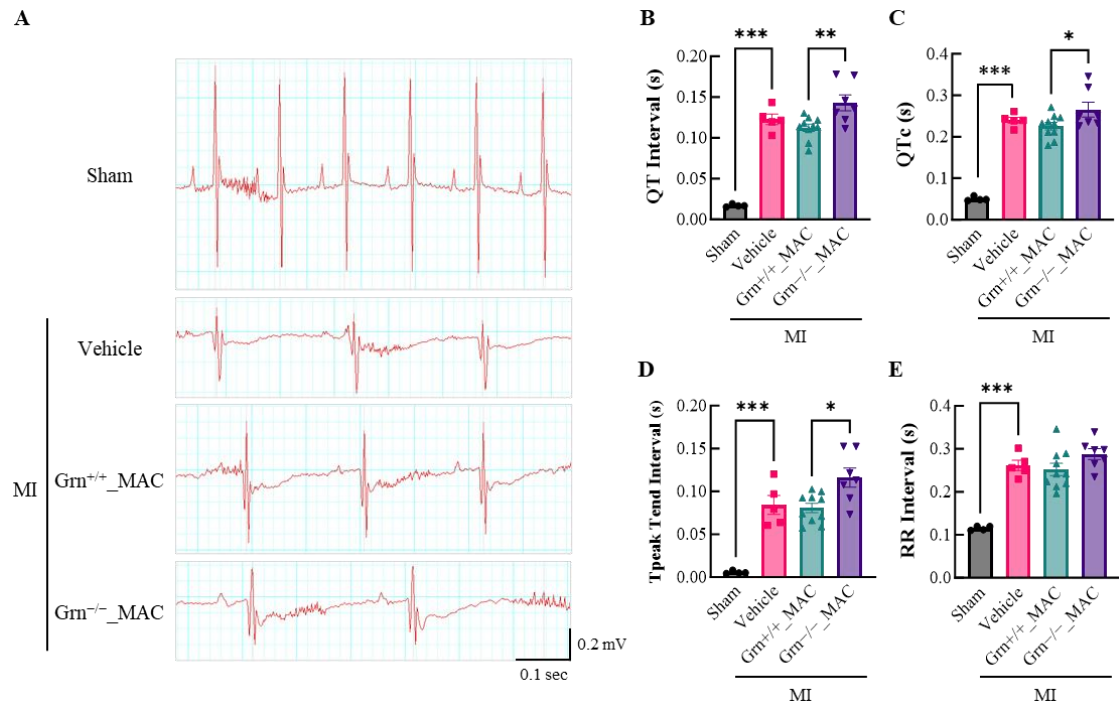 A
Sham
Vehicle
MI
Grn+/+_MAC
Grn−/−_MAC
0.2 mV
0.1 sec
B
QT Interval (s)
0.20
0.15
0.10
0.05
0.00
***
**
Sham
Vehicle
Grn+/+_MAC
Grn−/−_MAC
MI
C
QTc (s)
0.4
0.3
0.2
0.1
0.0
***
*
Sham
Vehicle
Grn+/+_MAC
Grn−/−_MAC
MI
D
Tpeak Tend Interval (s)
0.20
0.15
0.10
0.05
0.00
***
*
Sham
Vehicle
Grn+/+_MAC
Grn−/−_MAC
MI
E
RR Interval (s)
0.4
0.3
0.2
0.1
0.0
***
Sham
Vehicle
Grn+/+_MAC
Grn−/−_MAC
MI